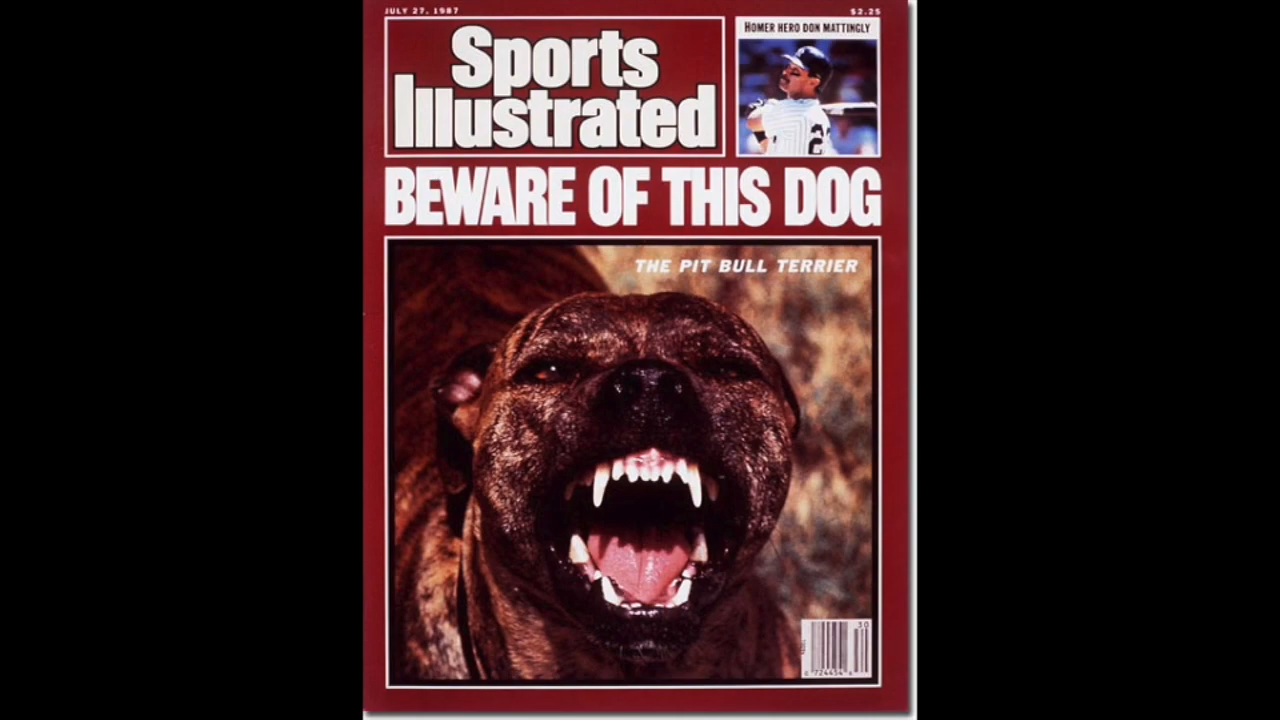 JULY 27, 1987
$2.25
Sports
Illustrated
HOMER HERO DON MATTINGLY
BEWARE OF THIS DOG
THE PIT BULL TERRIER
30